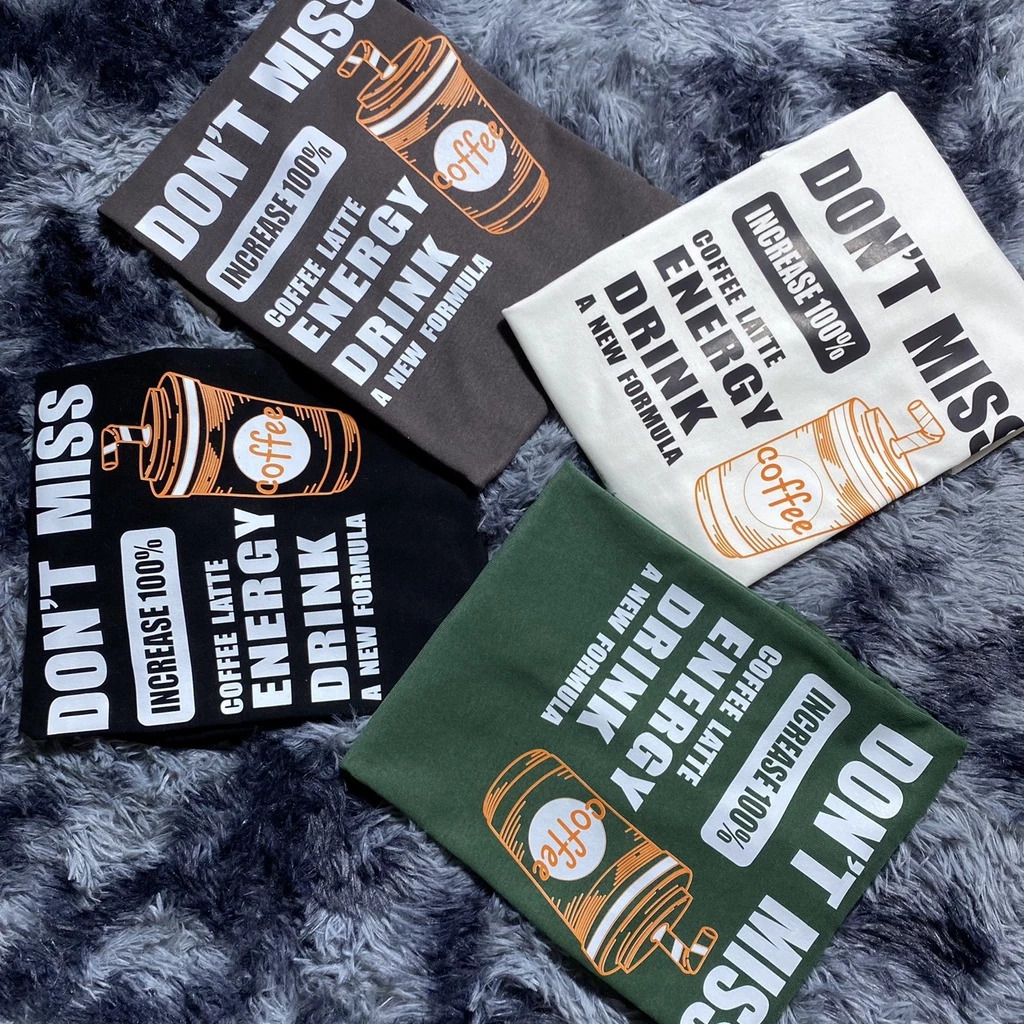 DON'T MISS
INCREASE 100%
COFFEE LATTE
ENERGY
DRINK
A NEW FORMULA
coffee
DON'T MISS
INCREASE 100%
COFFEE LATTE
ENERGY
DRINK
A NEW FORMULA
coffee
DON'T MISS
INCREASE 100%
COFFEE LATTE
ENERGY
DRINK
A NEW FORMULA
coffee
DON'T MISS
INCREASE 100%
COFFEE LATTE
ENERGY
DRINK
A NEW FORMULA
coffee